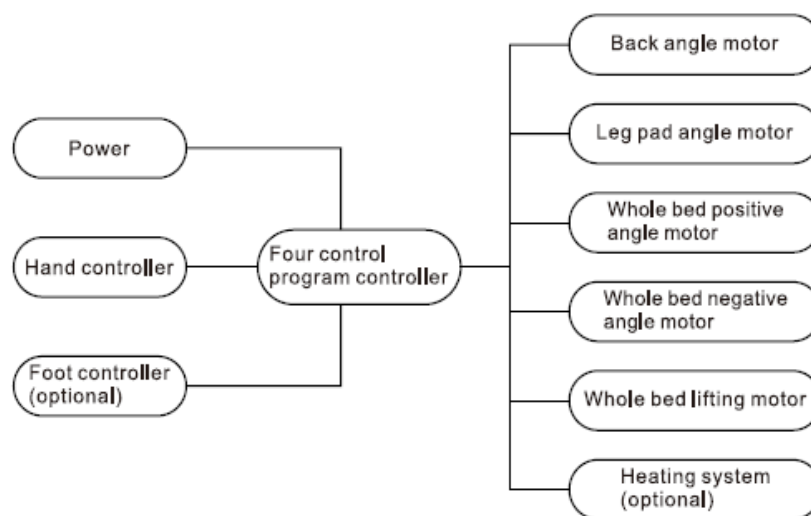 Back angle motor
Power
Leg pad angle motor
Hand controller
Four control
program controller
Whole bed positive
angle motor
Whole bed negative
angle motor
Foot controller
(optional)
Whole bed lifting motor
Heating system
(optional)